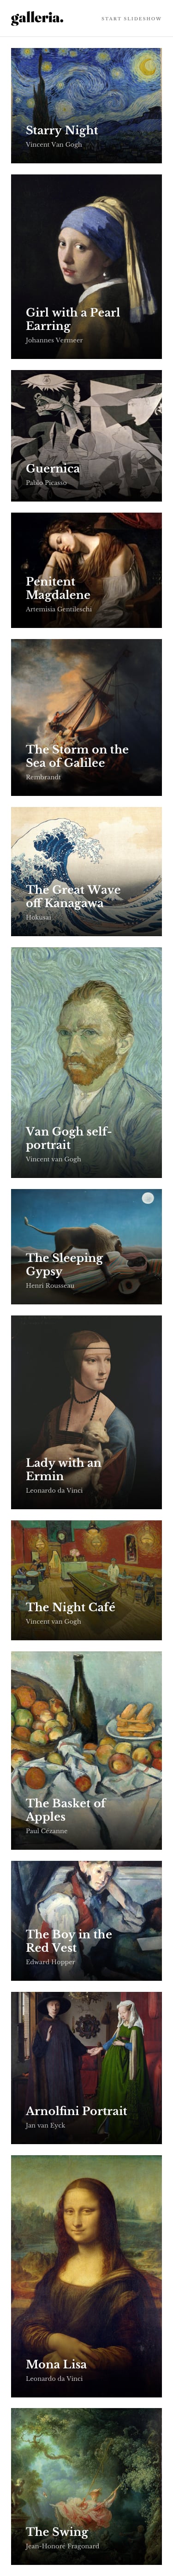 galleria.
START SLIDESHOW
Starry Night
Vincent Van Gogh
Girl with a Pearl
Earring
Johannes Vermeer
Guernica
Pablo Picasso
Penitent
Magdalene
Artemisia Gentileschi
The Storm on the
Sea of Galilee
Rembrandt
The Great Wave
off Kanagawa
Hokusai
Van Gogh self-
portrait
Vincent van Gogh
The Sleeping
Gypsy
Henri Rousseau
Lady with an
Ermin
Leonardo da Vinci
The Night Café
Vincent van Gogh
The Basket of
Apples
Paul Cézanne
The Boy in the
Red Vest
Edward Hopper
Arnolfini Portrait
Jan van Eyck
Mona Lisa
Leonardo da Vinci
The Swing
Jean-Honoré Fragonard